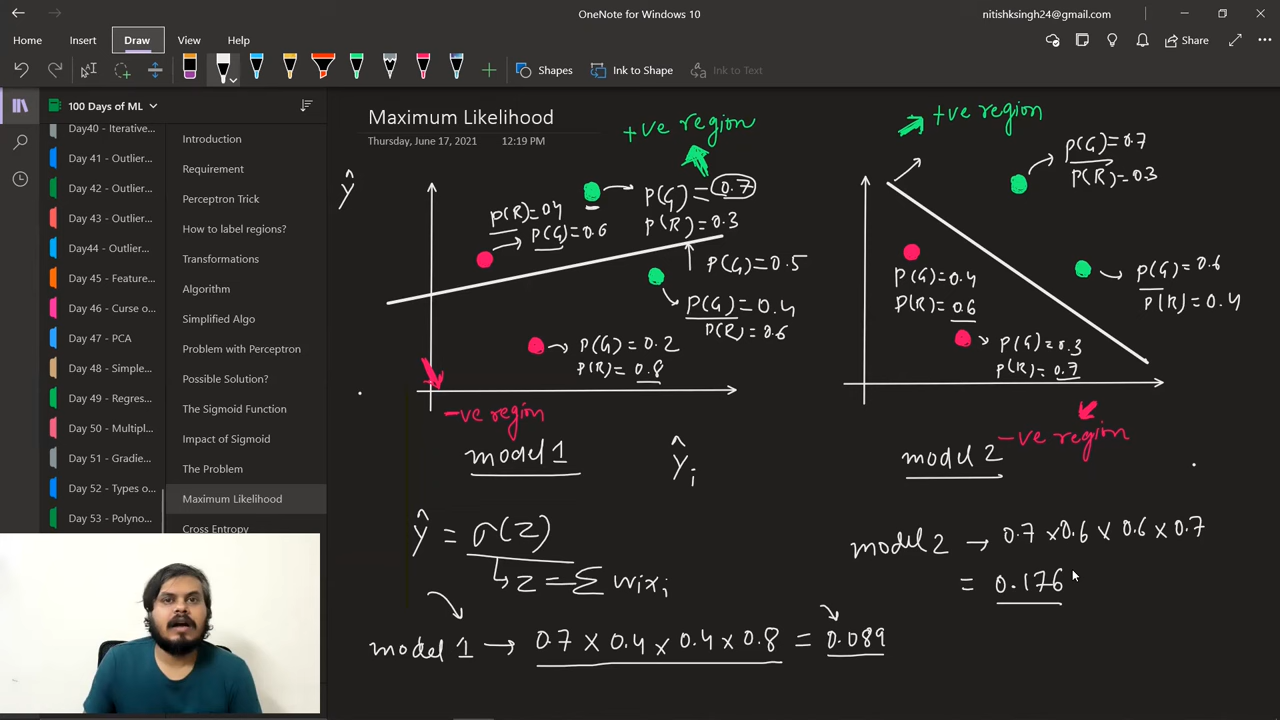 OneNote for Windows 10
nitishksingh24@gmail.com
Home
Insert
Draw
View
Help
Share
Shapes
Ink to Shape
Ink to Text
100 Days of ML
Day40 - Iterative...
Day 41 - Outlier...
Day 42 - Outlier...
Day 43 - Outlier...
Day44 - Outlier...
Day 45 - Feature...
Day 46 - Curse o...
Day 47 - PCA
Day 48 - Simple...
Day 49 - Regres...
Day 50 - Multipl...
Day 51 - Gradie...
Day 52 - Types o...
Day 53 - Polyno...
Introduction
Requirement
Perceptron Trick
How to label regions?
Transformations
Algorithm
Simplified Algo
Problem with Perceptron
Possible Solution?
The Sigmoid Function
Impact of Sigmoid
The Problem
Maximum Likelihood
Cross Entropy
Maximum Likelihood
Thursday, June 17, 2021
12:19 PM
ŷ
+ve region
P(R)=0.4
P(G)=0.6
P(G)=0.7
P(R)=0.3
P(G)=0.5
P(G)=0.4
P(R)=0.6
P(G)=0.2
P(R)=0.8
-ve region
model 1
ŷi
+ve region
P(G)=0.7
P(R)=0.3
P(G)=0.4
P(R)=0.6
P(G)=0.6
P(R)=0.4
P(G)=0.3
P(R)=0.7
-ve region
model 2
ŷ = σ(z)
↳ z = Σ wixi
model 1 → 0.7 x 0.4 x 0.4 x 0.8 = 0.089
model 2 → 0.7 x 0.6 x 0.6 x 0.7
= 0.176